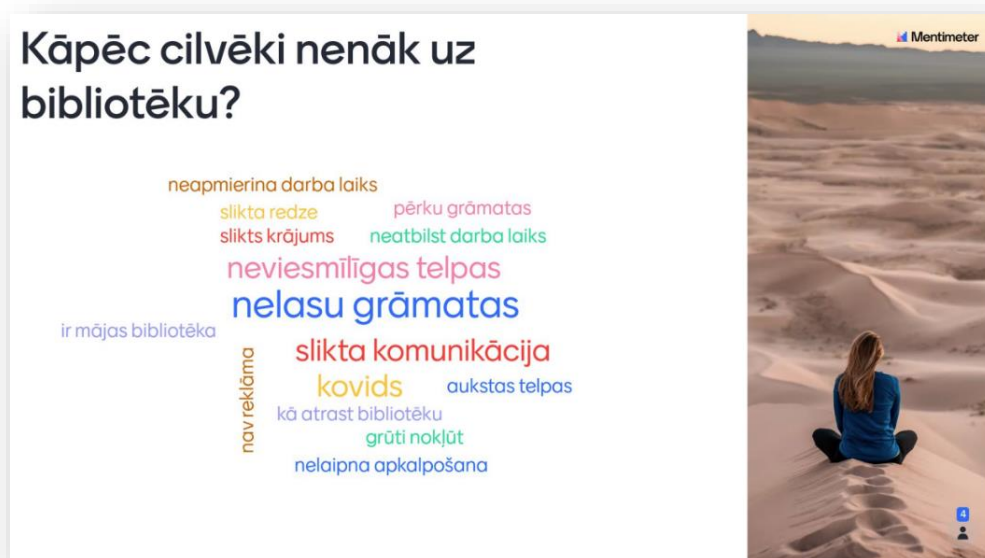 Kāpēc cilvēki nenāk uz
bibliotēku?
Mentimeter
neapmierina darba laiks
slikta redze
pērku grāmatas
slikts krājums
neatbilst darba laiks
neviesmīlīgas telpas
nelasu grāmatas
ir mājas bibliotēka
slikta komunikācija
nav reklāma
kovids
aukstas telpas
kā atrast bibliotēku
grūti nokļūt
nelaipna apkalpošana
4